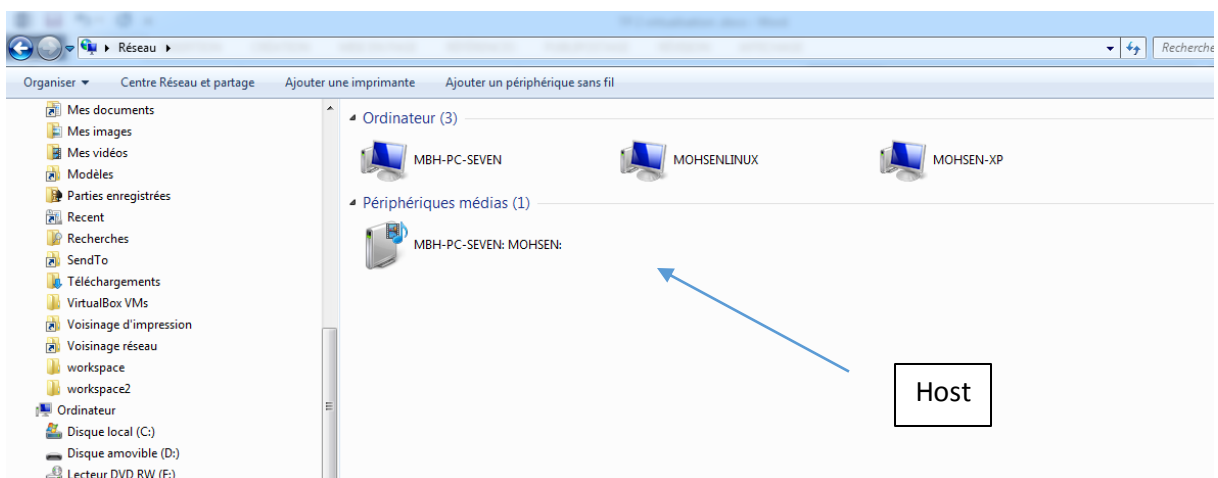 Réseau
Recherche
Organiser Centre Réseau et partage Ajouter une imprimante Ajouter un périphérique sans fil
Mes documents
Mes images
Mes vidéos
Modèles
Parties enregistrées
Recent
Recherches
SendTo
Téléchargements
VirtualBox VMs
Voisinage d'impression
Voisinage réseau
workspace
workspace2
Ordinateur
Disque local (C:)
Disque amovible (D:)
Lecteur DVD RW (E:)
Ordinateur (3)
MBH-PC-SEVEN MOHSENLINUX MOHSEN-XP
Périphériques médias (1)
MBH-PC-SEVEN: MOHSEN:
Host